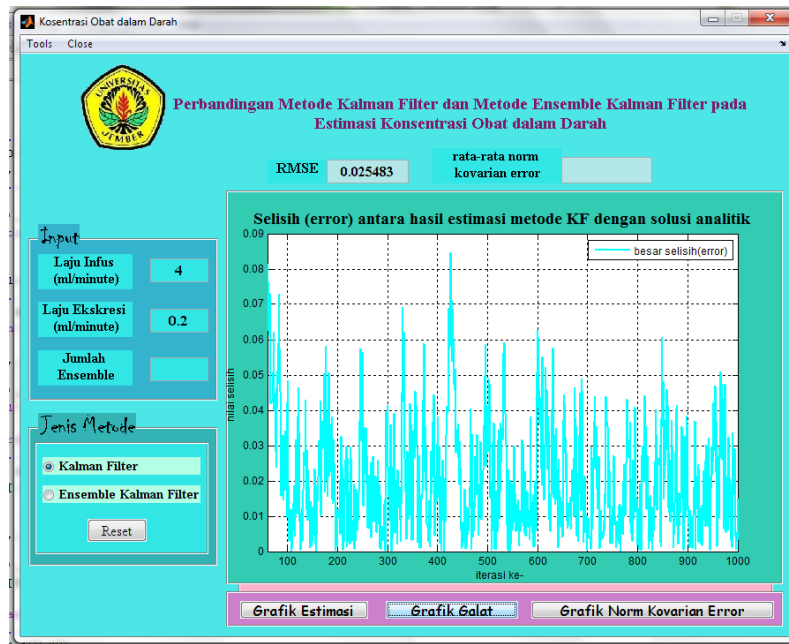 Kosentrasi Obat dalam Darah
Tools Close
UNIVERSITAS
JEMBER
Perbandingan Metode Kalman Filter dan Metode Ensemble Kalman Filter pada
Estimasi Konsentrasi Obat dalam Darah
RMSE 0.025483
rata-rata norm
kovarian error
Input
Laju Infus
(ml/minute)
4
Laju Ekskresi
(ml/minute)
0.2
Jumlah
Ensemble
Jenis Metode
Kalman Filter
Ensemble Kalman Filter
Reset
Selisih (error) antara hasil estimasi metode KF dengan solusi analitik
besar selisih(error)
nilai selisih
0.09
0.08
0.07
0.06
0.05
0.04
0.03
0.02
0.01
0
100 200 300 400 500 600 700 800 900 1000
iterasi ke-
Grafik Estimasi Grafik Galat Grafik Norm Kovarian Error